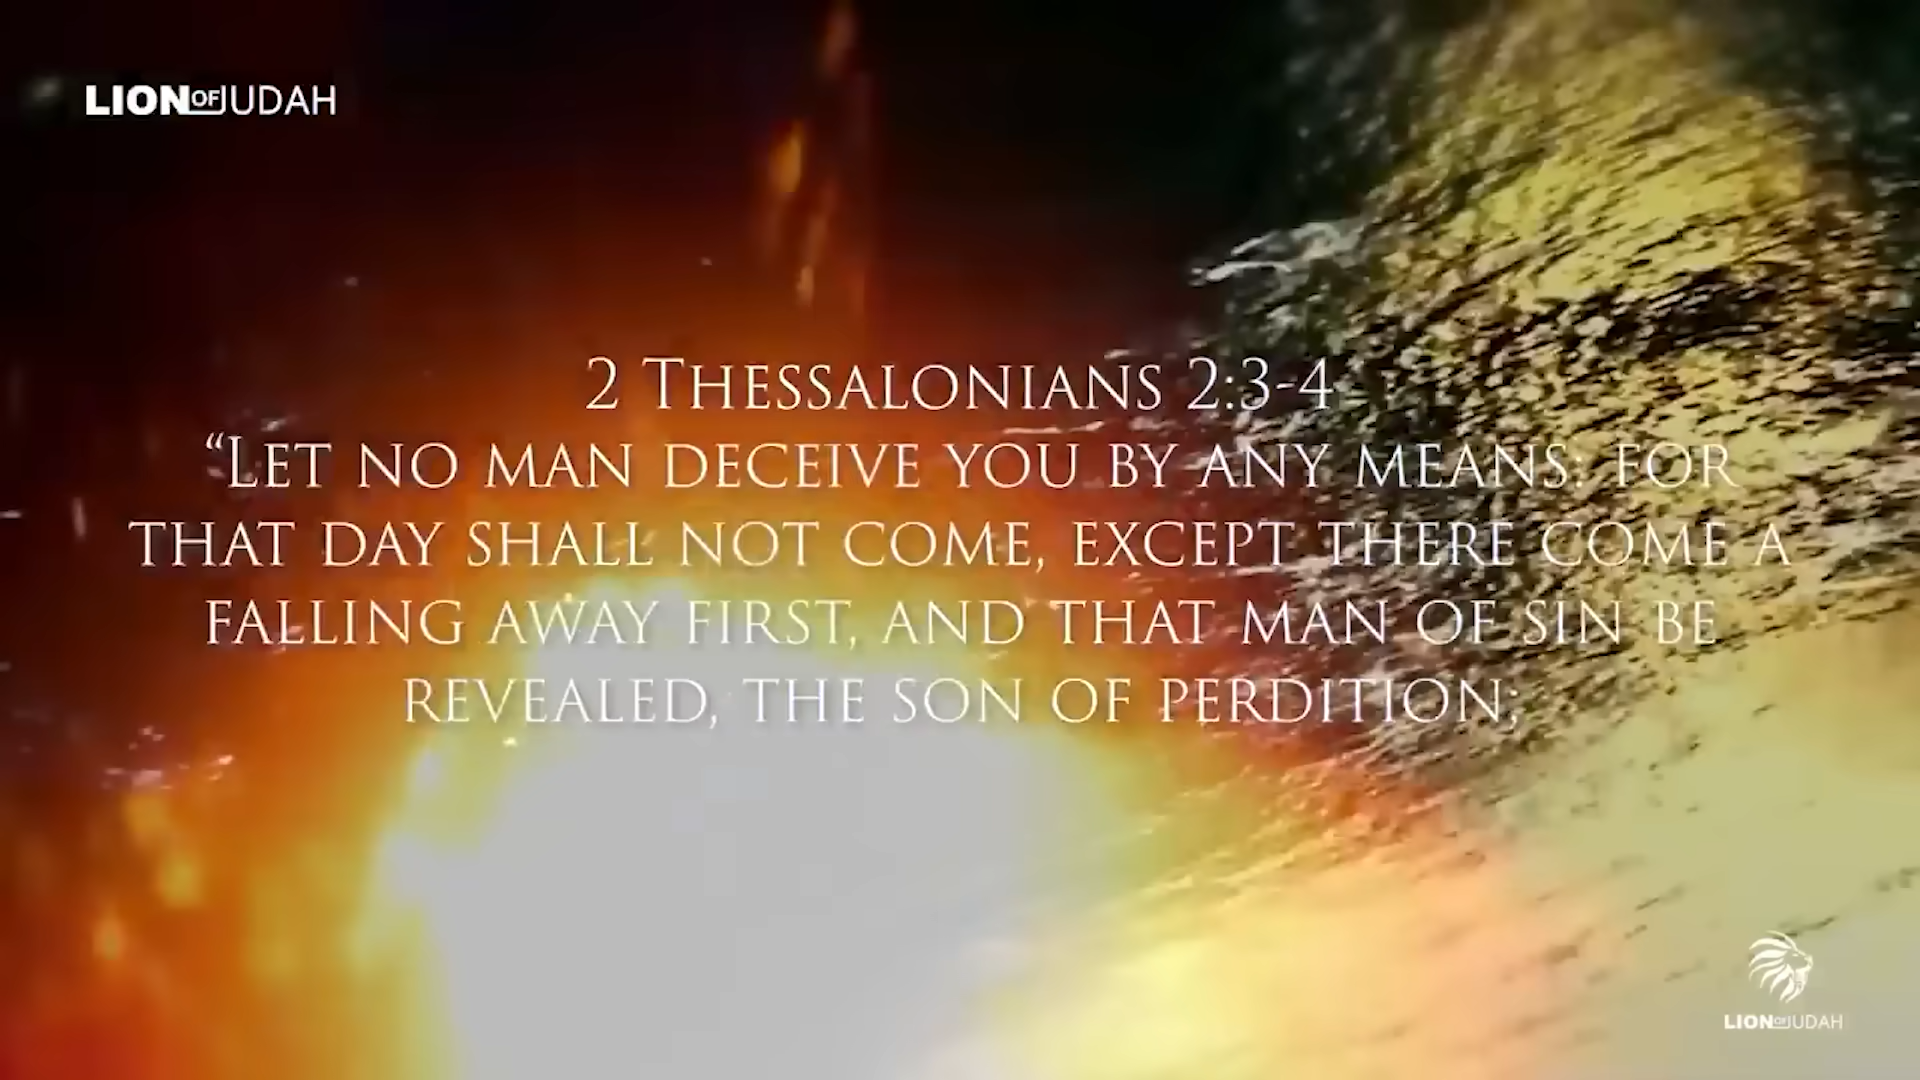 LION OF JUDAH
2 THESSALONIANS 2:3-4
“LET NO MAN DECEIVE YOU BY ANY MEANS: FOR
THAT DAY SHALL NOT COME, EXCEPT THERE COME A
FALLING AWAY FIRST, AND THAT MAN OF SIN BE
REVEALED, THE SON OF PERDITION;
LION OF JUDAH